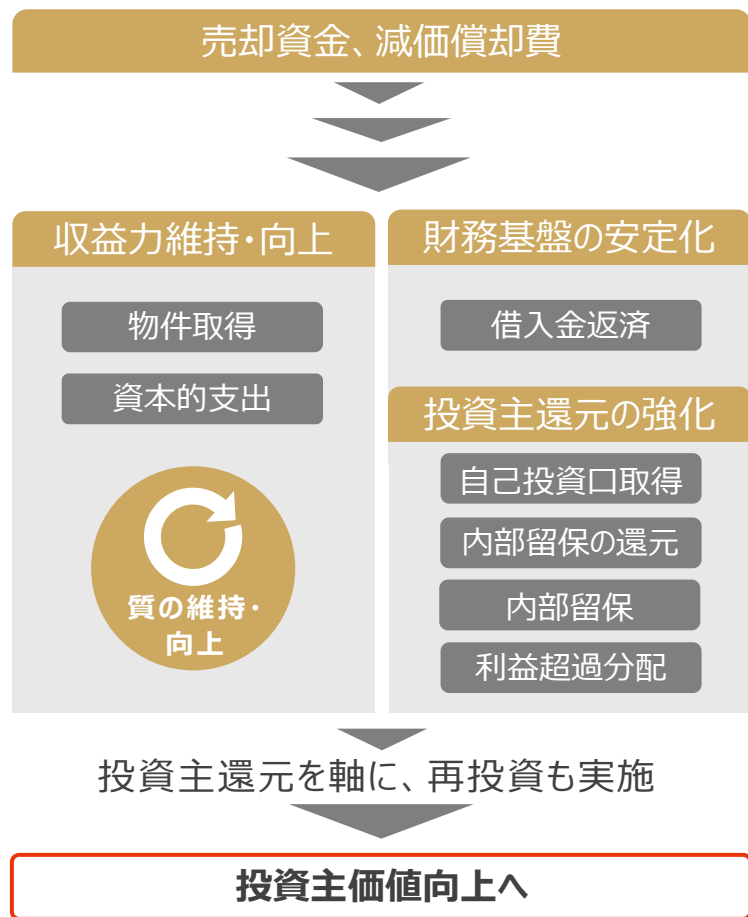 売却資金、減価償却費
収益力維持・向上
物件取得
資本的支出
質の維持・
向上
財務基盤の安定化
借入金返済
投資主還元の強化
自己投資口取得
内部留保の還元
内部留保
利益超過分配
投資主還元を軸に、再投資も実施
投資主価値向上へ